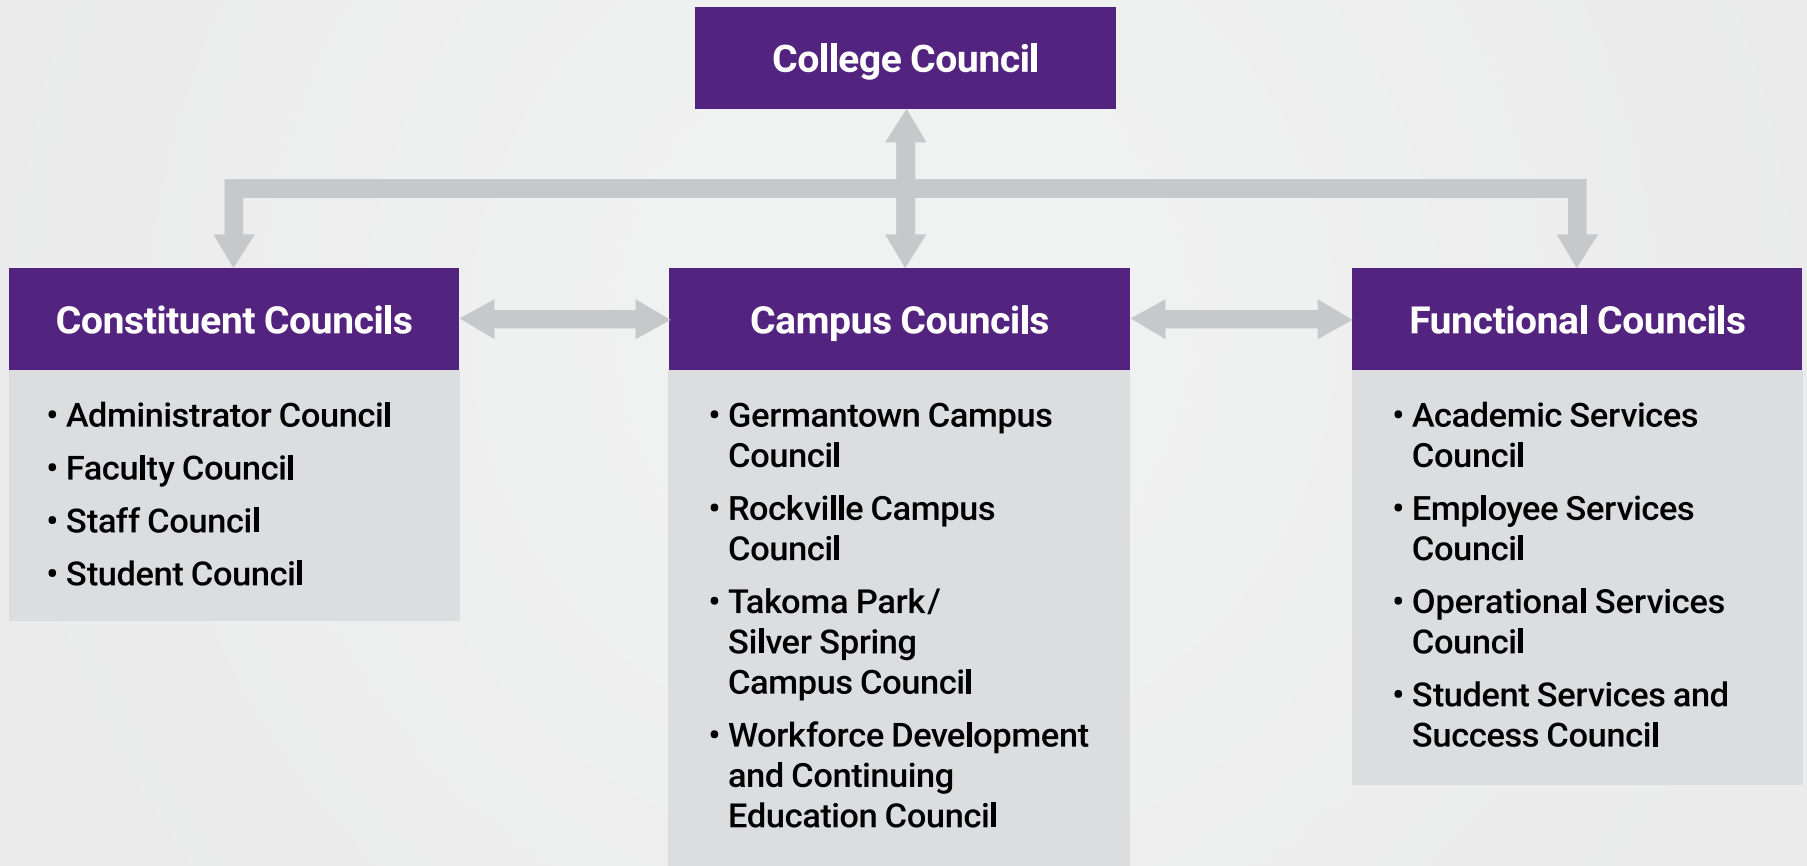 College Council
Constituent Councils
• Administrator Council
• Faculty Council
• Staff Council
• Student Council
Campus Councils
• Germantown Campus
Council
• Rockville Campus
Council
• Takoma Park/
Silver Spring
Campus Council
• Workforce Development
and Continuing
Education Council
Functional Councils
• Academic Services
Council
• Employee Services
Council
• Operational Services
Council
• Student Services and
Success Council